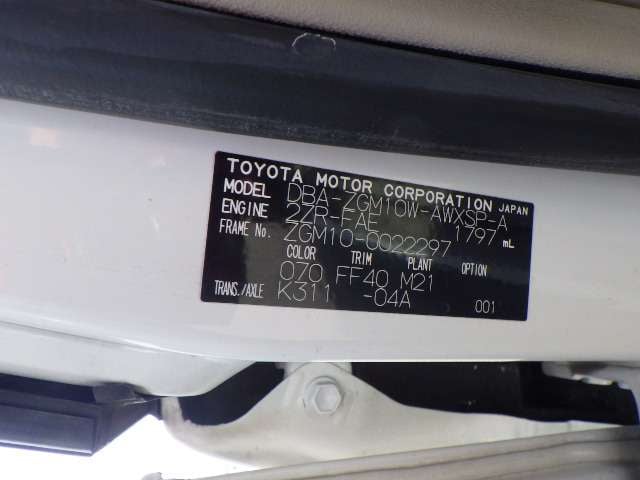 TOYOTA MOTOR CORPORATION JAPAN
MODEL DBA-ZGM10W-AWXSP-A
ENGINE 2ZR-FAE 1797 mL
FRAME No. ZGM10-0022297
COLOR TRIM PLANT OPTION
070 FF40 M21
TRANS./AXLE K311 -04A 001